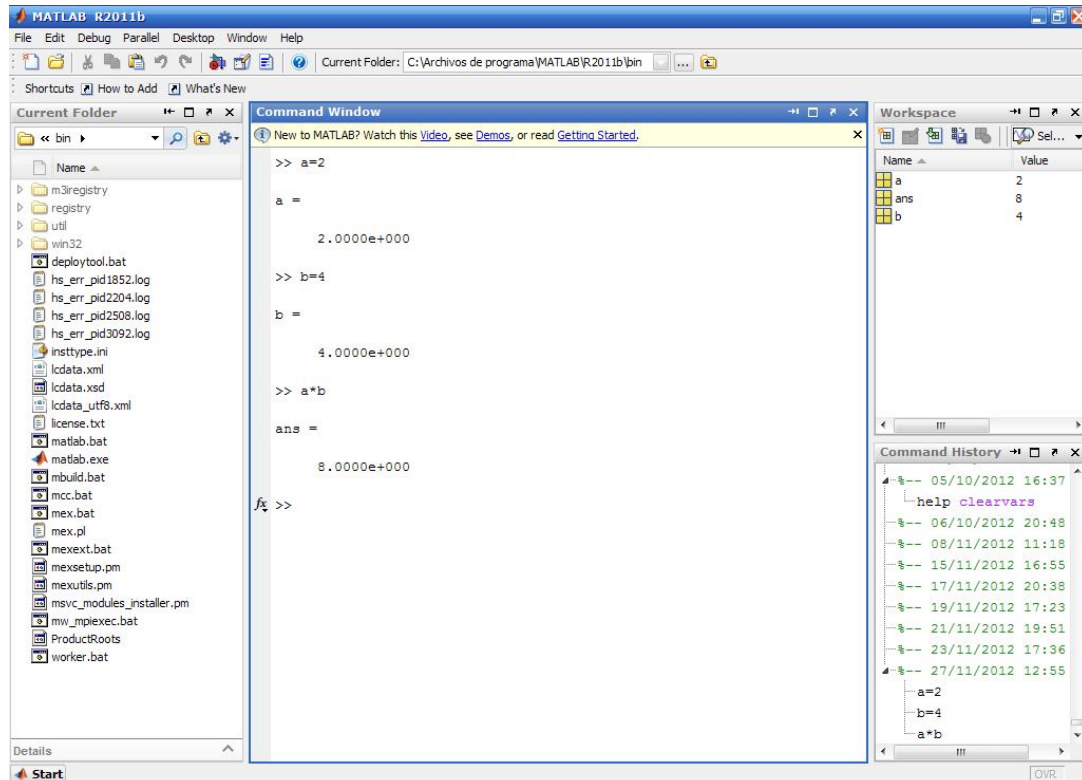 MATLAB R2011b
File Edit Debug Parallel Desktop Window Help
Current Folder: C:\Archivos de programa\MATLAB\R2011b\bin ...
Shortcuts How to Add What's New
Current Folder
« bin
Name
m3iregistry
registry
util
win32
deploytool.bat
hs_err_pid1852.log
hs_err_pid2204.log
hs_err_pid2508.log
hs_err_pid3092.log
insttype.ini
lcdata.xml
lcdata.xsd
lcdata_utf8.xml
license.txt
matlab.bat
matlab.exe
mbuild.bat
mcc.bat
mex.bat
mex.pl
mexext.bat
mexsetup.pm
mexutils.pm
msvc_modules_installer.pm
mw_mpiexec.bat
ProductRoots
worker.bat
Details
Command Window
New to MATLAB? Watch this Video, see Demos, or read Getting Started.
>> a=2
a =
2.0000e+000
>> b=4
b =
4.0000e+000
>> a*b
ans =
8.0000e+000
fx >>
Workspace
Sel...
Name Value
a 2
ans 8
b 4
Command History
%-- 05/10/2012 16:37
help clearvars
%-- 06/10/2012 20:48
%-- 08/11/2012 11:18
%-- 15/11/2012 16:55
%-- 17/11/2012 20:38
%-- 19/11/2012 17:23
%-- 21/11/2012 19:51
%-- 23/11/2012 17:36
%-- 27/11/2012 12:55
a=2
b=4
a*b
Start
OVR